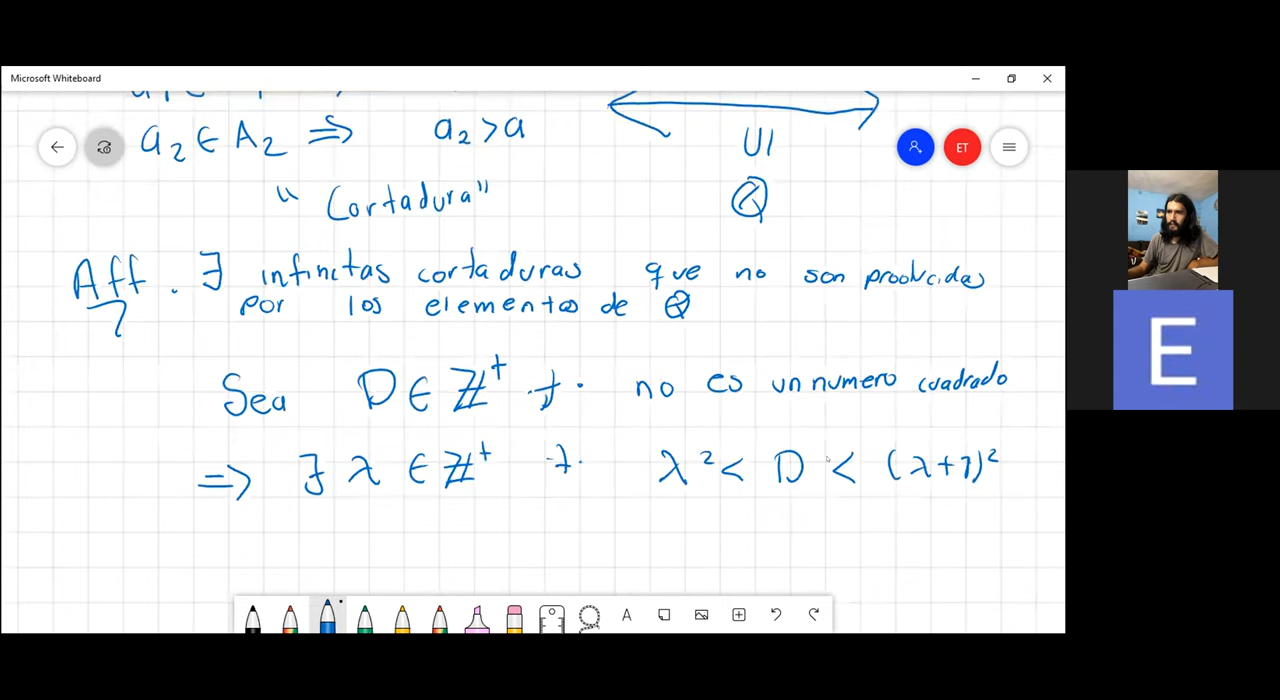 Microsoft Whiteboard
a₂ ∈ A₂ ⇒ a₂ > a
U1
"Cortadura"
Q
ET
Aff. ∃ infinitas cortaduras que no son producidas
por los elementos de Q
Sea D ∈ ℤ⁺ t. no es un numero cuadrado
⇒ ∃ λ ∈ ℤ⁺ t. λ² < D < (λ+1)²
E
A